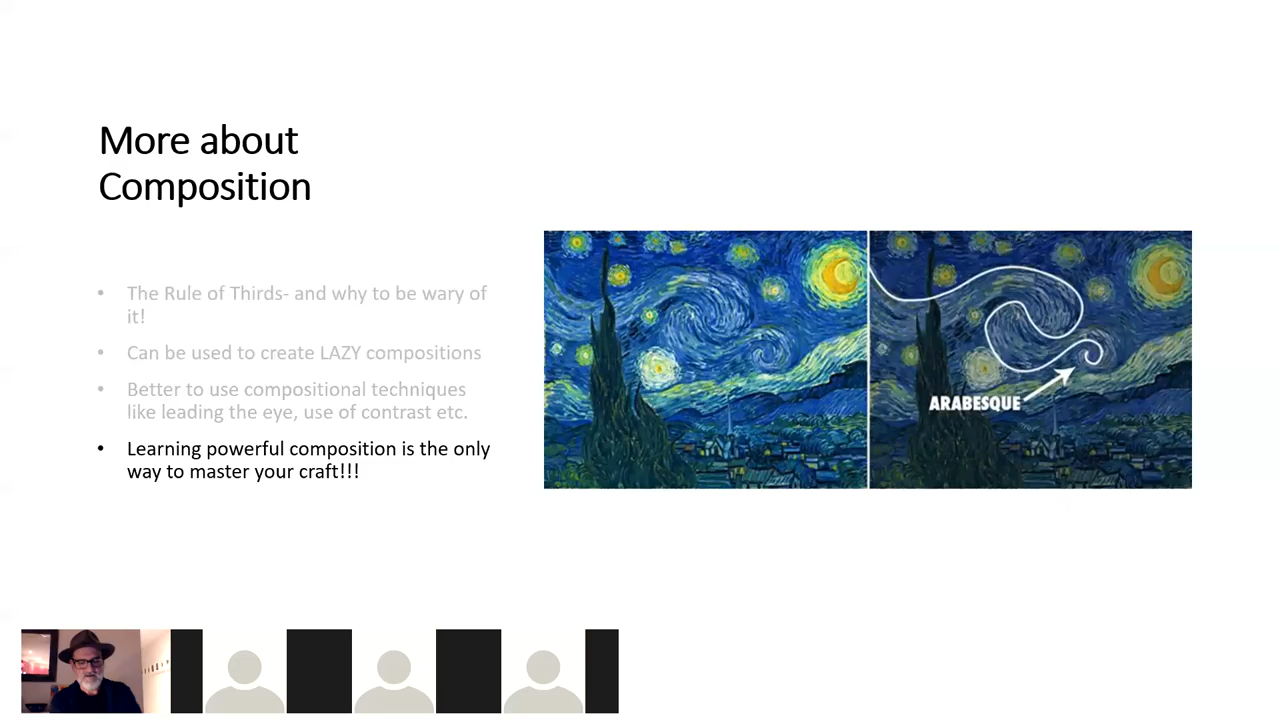 More about
Composition
• The Rule of Thirds- and why to be wary of
it!
• Can be used to create LAZY compositions
• Better to use compositional techniques
like leading the eye, use of contrast etc.
• Learning powerful composition is the only
way to master your craft!!!
ARABESQUE